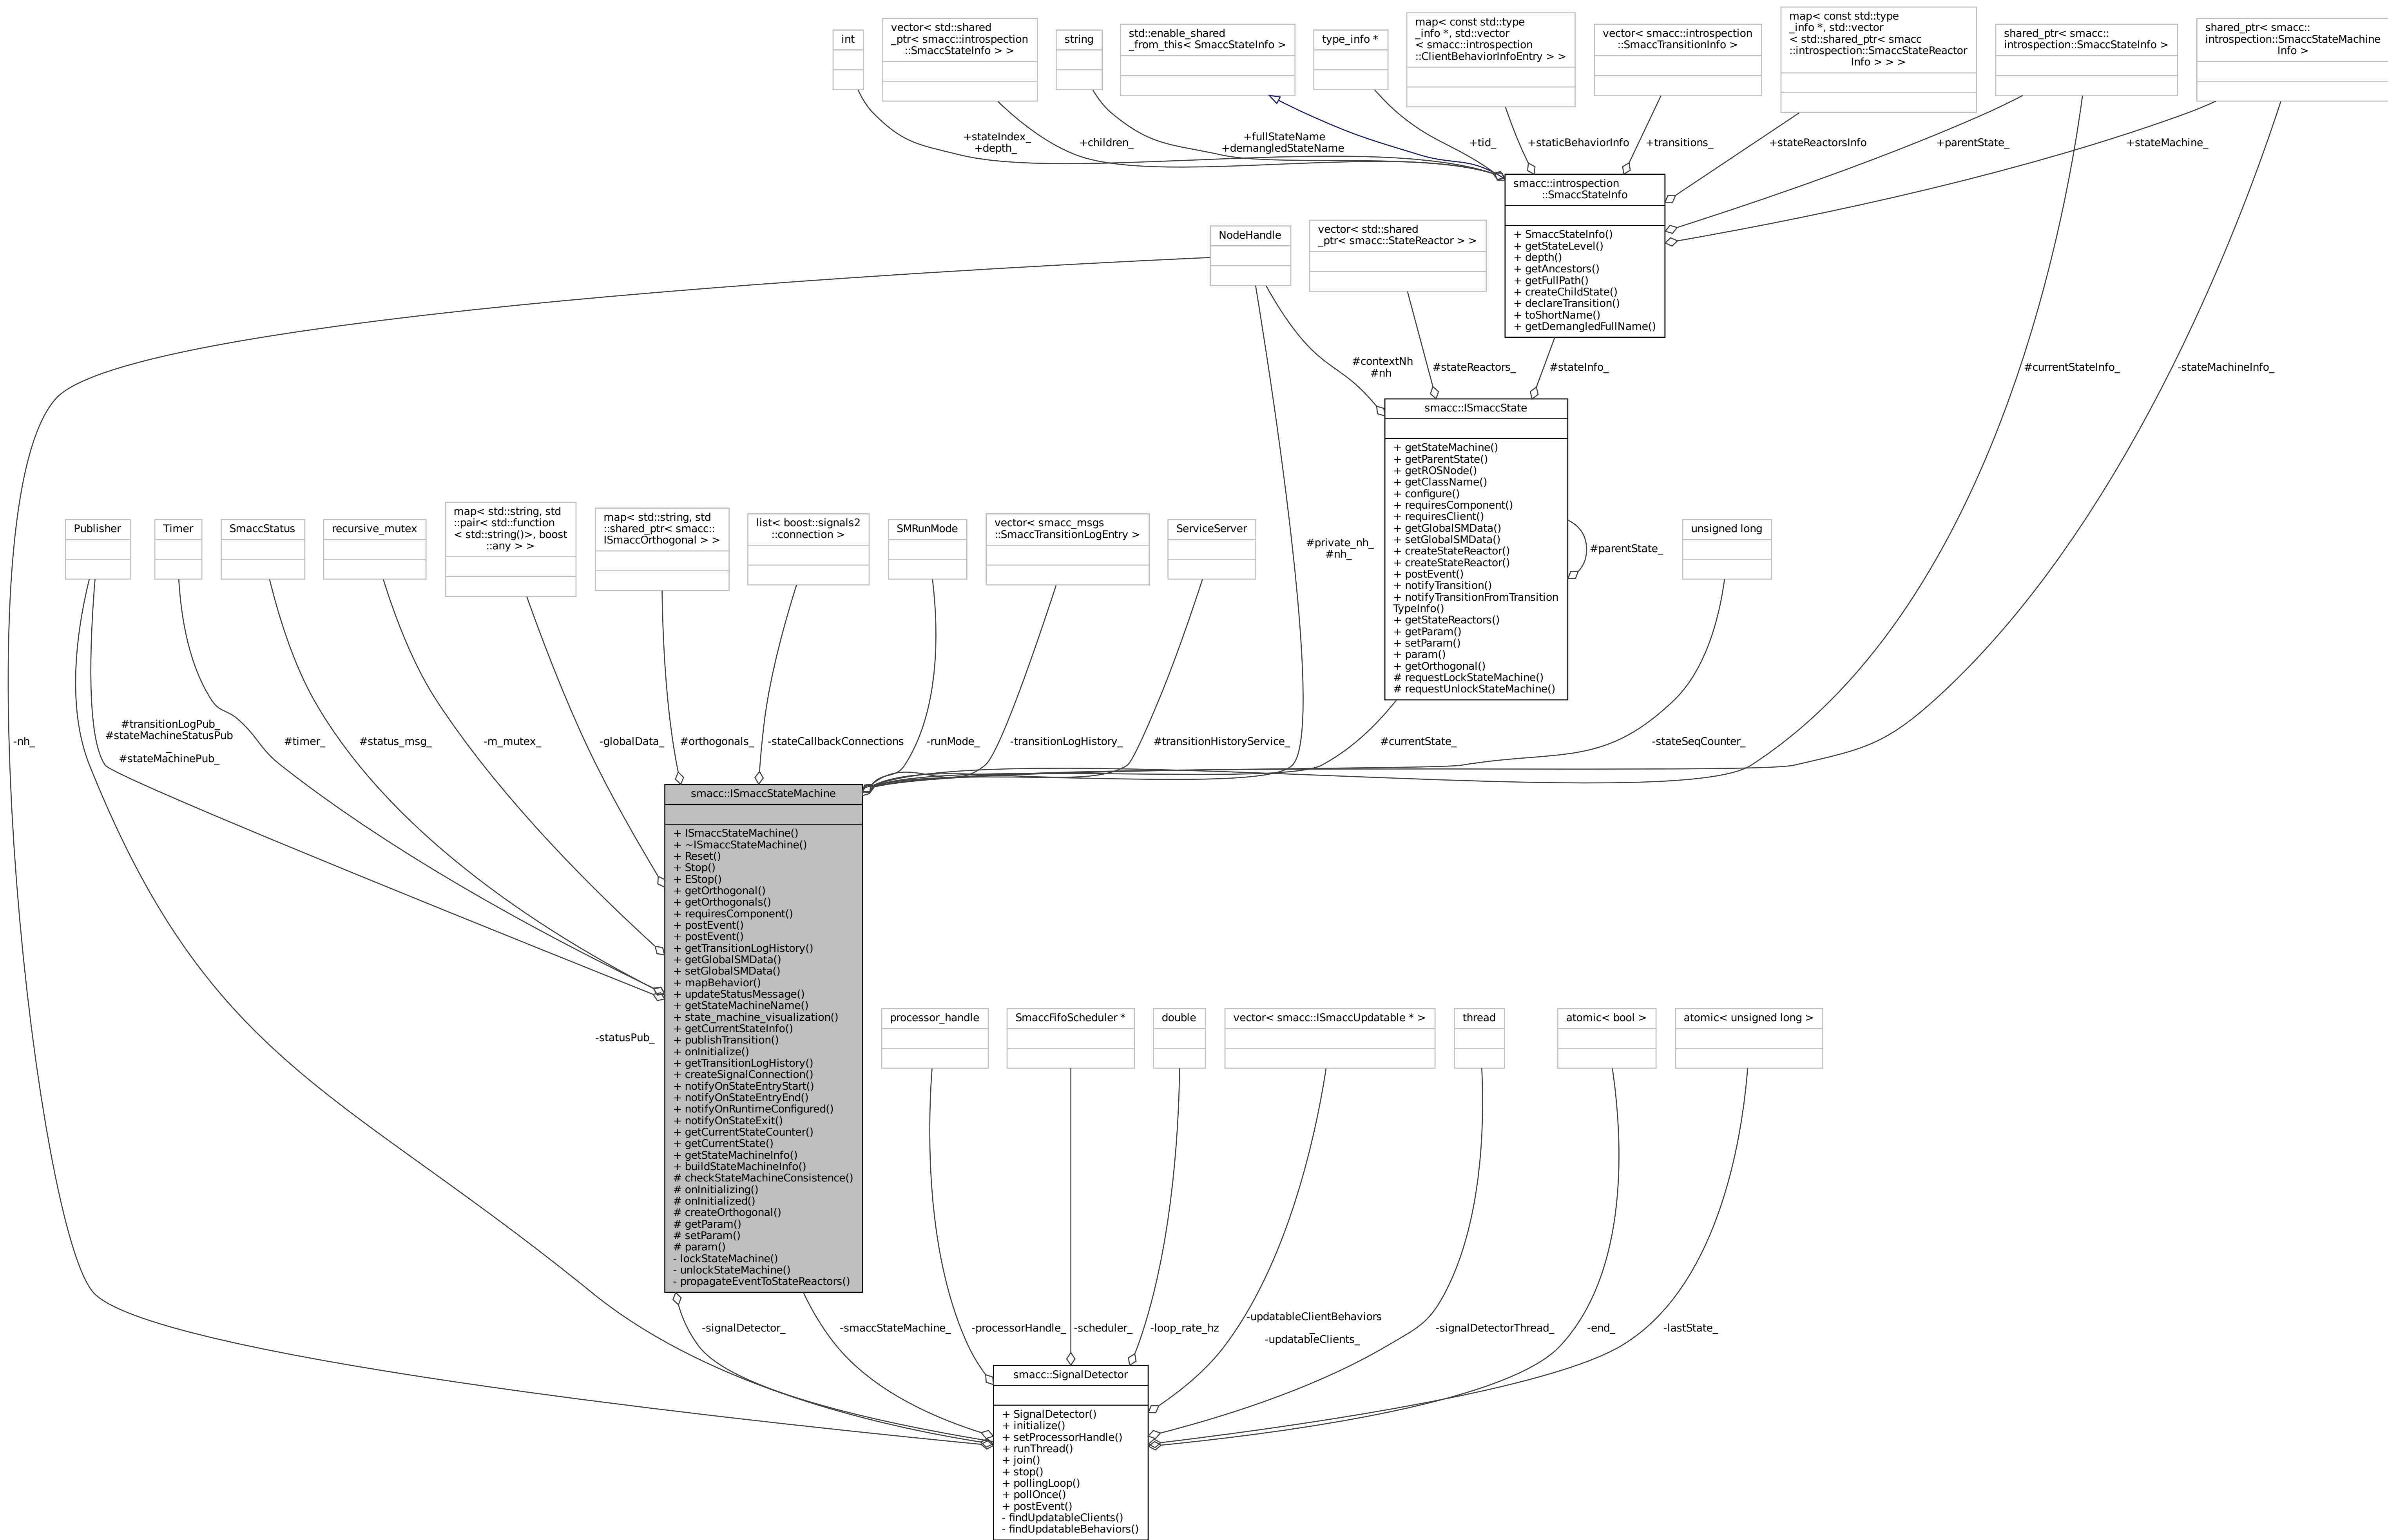 int
vector< std::shared
_ptr< smacc::introspection
::SmaccStateInfo > >
string
std::enable_shared
_from_this< SmaccStateInfo >
type_info *
map< const std::type
_info *, std::vector
< smacc::introspection
::ClientBehaviorInfoEntry > >
vector< smacc::introspection
::SmaccTransitionInfo >
map< const std::type
_info *, std::vector
< std::shared_ptr< smacc
::introspection::SmaccStateReactor
Info > > >
shared_ptr< smacc::
introspection::SmaccStateInfo >
shared_ptr< smacc::
introspection::SmaccStateMachine
Info >
+stateIndex_
+depth_
+children_
+fullStateName
+demangledStateName
+tid_
+staticBehaviorInfo
+transitions_
+stateReactorsInfo
+parentState_
+stateMachine_
smacc::introspection
::SmaccStateInfo
+ SmaccStateInfo()
+ getStateLevel()
+ depth()
+ getAncestors()
+ getFullPath()
+ createChildState()
+ declareTransition()
+ toShortName()
+ getDemangledFullName()
NodeHandle
vector< std::shared
_ptr< smacc::StateReactor > >
#contextNh
#nh
#stateReactors_
#stateInfo_
#currentStateInfo_
-stateMachineInfo_
smacc::ISmaccState
+ getStateMachine()
+ getParentState()
+ getROSNode()
+ getClassName()
+ configure()
+ requiresComponent()
+ requiresClient()
+ getGlobalSMData()
+ setGlobalSMData()
+ createStateReactor()
+ createStateReactor()
+ postEvent()
+ notifyTransition()
+ notifyTransitionFromTransition
TypeInfo()
+ getStateReactors()
+ getParam()
+ setParam()
+ param()
+ getOrthogonal()
# requestLockStateMachine()
# requestUnlockStateMachine()
#parentState_
Publisher
Timer
SmaccStatus
recursive_mutex
map< std::string, std
::pair< std::function
< std::string()>, boost
::any > >
map< std::string, std
::shared_ptr< smacc::
ISmaccOrthogonal > >
list< boost::signals2
::connection >
SMRunMode
vector< smacc_msgs
::SmaccTransitionLogEntry >
ServiceServer
#private_nh_
#nh_
unsigned long
-nh_
#transitionLogPub_
#stateMachineStatusPub
_
#stateMachinePub_
#timer_
#status_msg_
-m_mutex_
-globalData_
#orthogonals_
-stateCallbackConnections
-runMode_
-transitionLogHistory_
#transitionHistoryService_
#currentState_
-stateSeqCounter_
smacc::ISmaccStateMachine
+ ISmaccStateMachine()
+ ~ISmaccStateMachine()
+ Reset()
+ Stop()
+ EStop()
+ getOrthogonal()
+ getOrthogonals()
+ requiresComponent()
+ postEvent()
+ postEvent()
+ getTransitionLogHistory()
+ getGlobalSMData()
+ setGlobalSMData()
+ mapBehavior()
+ updateStatusMessage()
+ getStateMachineName()
+ state_machine_visualization()
+ getCurrentStateInfo()
+ publishTransition()
+ onInitialize()
+ getTransitionLogHistory()
+ createSignalConnection()
+ notifyOnStateEntryStart()
+ notifyOnStateEntryEnd()
+ notifyOnRuntimeConfigured()
+ notifyOnStateExit()
+ getCurrentStateCounter()
+ getCurrentState()
+ getStateMachineInfo()
+ buildStateMachineInfo()
# checkStateMachineConsistence()
# onInitializing()
# onInitialized()
# createOrthogonal()
# getParam()
# setParam()
# param()
- lockStateMachine()
- unlockStateMachine()
- propagateEventToStateReactors()
-statusPub_
processor_handle
SmaccFifoScheduler *
double
vector< smacc::ISmaccUpdatable * >
thread
atomic< bool >
atomic< unsigned long >
-signalDetector_
-smaccStateMachine_
-processorHandle_
-scheduler_
-loop_rate_hz
-updatableClientBehaviors
_
-updatableClients_
-signalDetectorThread_
-end_
-lastState_
smacc::SignalDetector
+ SignalDetector()
+ initialize()
+ setProcessorHandle()
+ runThread()
+ join()
+ stop()
+ pollingLoop()
+ pollOnce()
+ postEvent()
- findUpdatableClients()
- findUpdatableBehaviors()